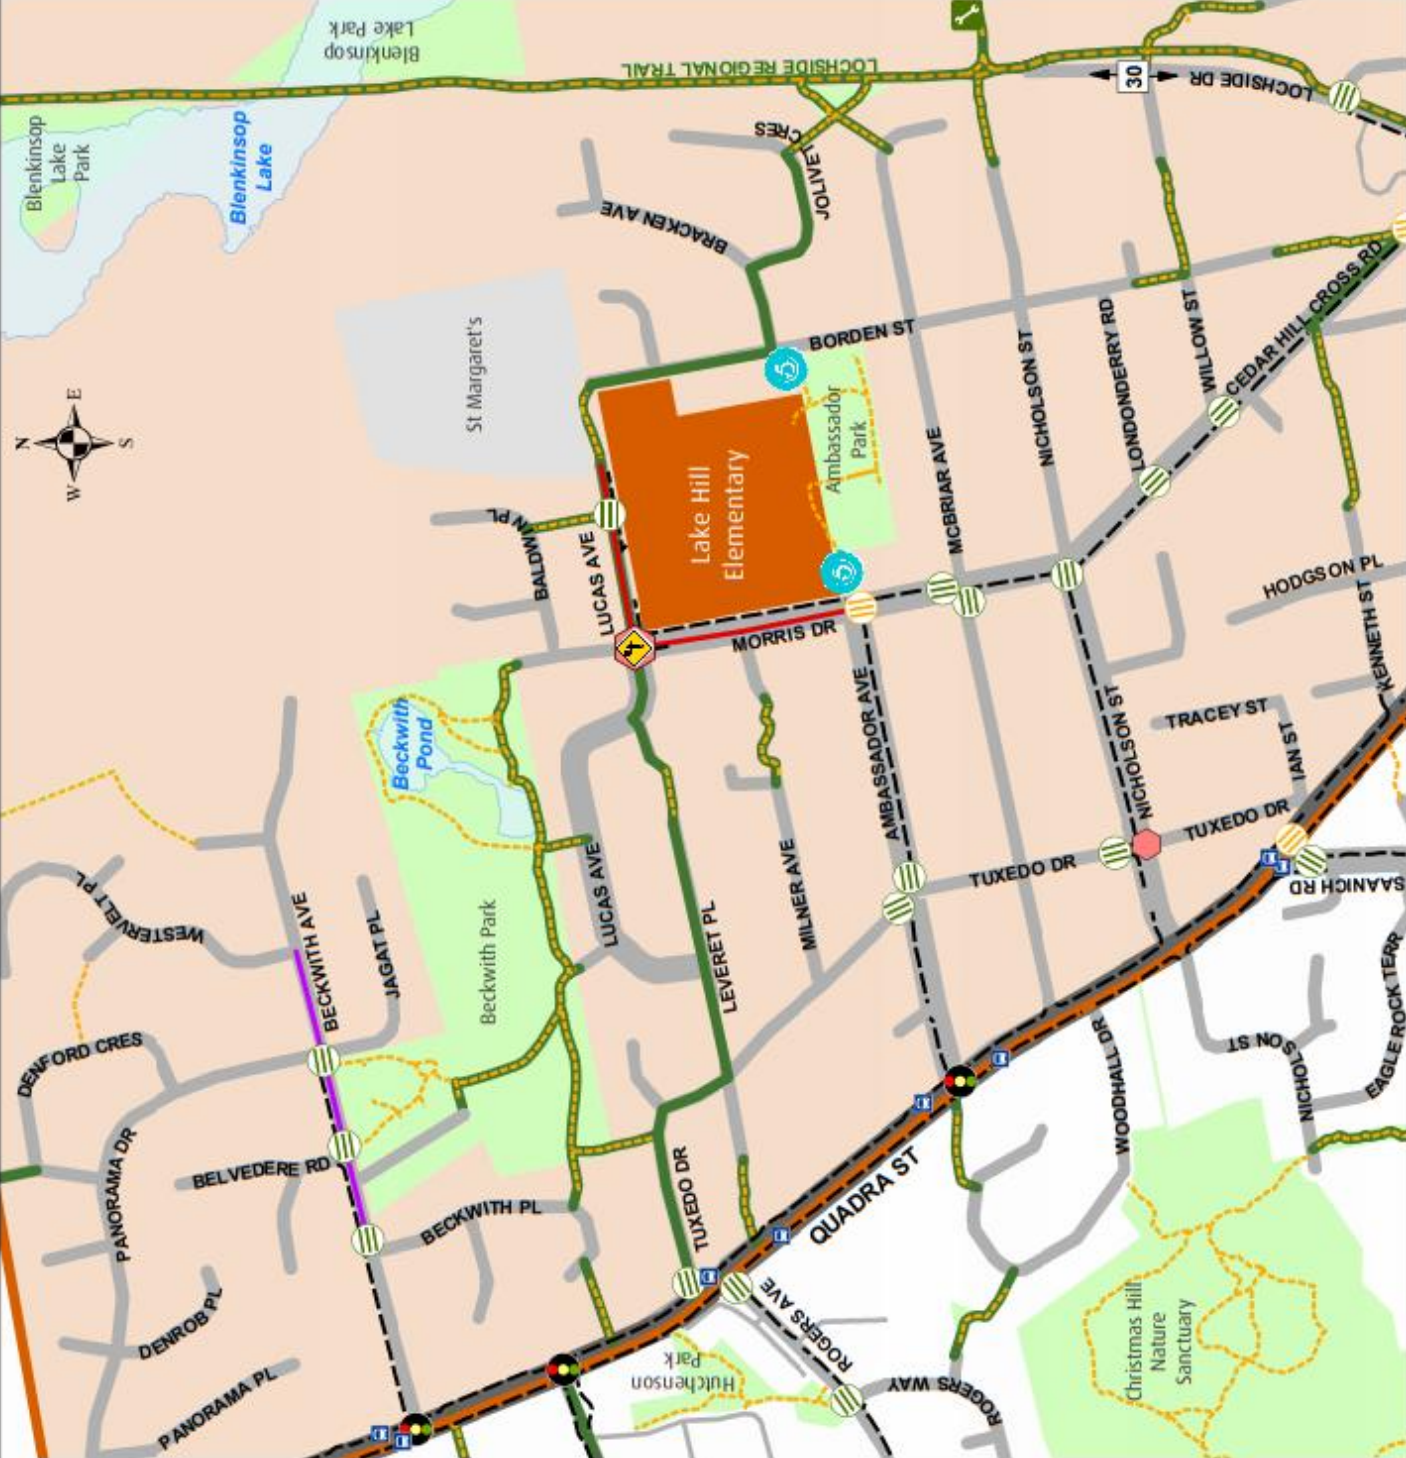 Blenkinsop
Lake Park
Blenkinsop
Lake
Park
Blenkinsop
Lake
LOCHSIDE REGIONAL TRAIL
30
LOCHSIDE DR
JOLIVET CRES
BRACKEN AVE
N
W
E
S
St Margaret's
BORDEN ST
Ambassador
Park
Lake Hill
Elementary
NICHOLSON ST
LONDONDERRY RD
WILLOW ST
CEDAR HILL CROSS RD
MCBRIAR AVE
BALDWIN PL
LUCAS AVE
MORRIS DR
HODGSON PL
KENNETH ST
Beckwith
Pond
AMBASSADOR AVE
NICHOLSON ST
TRACEY ST
IAN ST
TUXEDO DR
TUXEDO DR
SAANICH RD
WESTERVELT PL
BECKWITH AVE
JAGAT PL
Beckwith Park
LUCAS AVE
LEVERET PL
MILNER AVE
DENFORD CRES
PANORAMA DR
BELVEDERE RD
BECKWITH PL
TUXEDO DR
QUADRA ST
WOODHALL DR
NICHOLSON ST
EAGLE ROCK TERR
DENROB PL
PANORAMA PL
Hutchenson
Park
ROGERS AVE
ROGERS WAY
Christmas Hill
Nature
Sanctuary